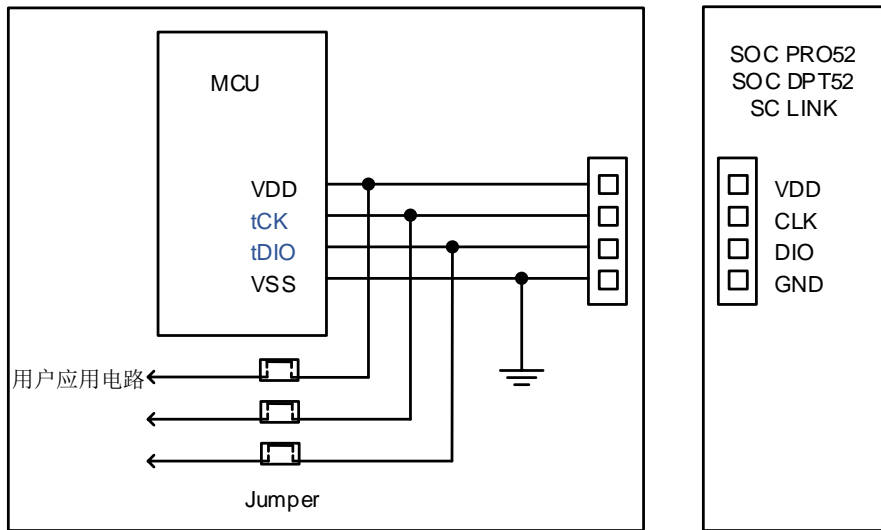 MCU
VDD
tCK
tDIO
VSS
用户应用电路
Jumper
SOC PRO52
SOC DPT52
SC LINK
VDD
CLK
DIO
GND